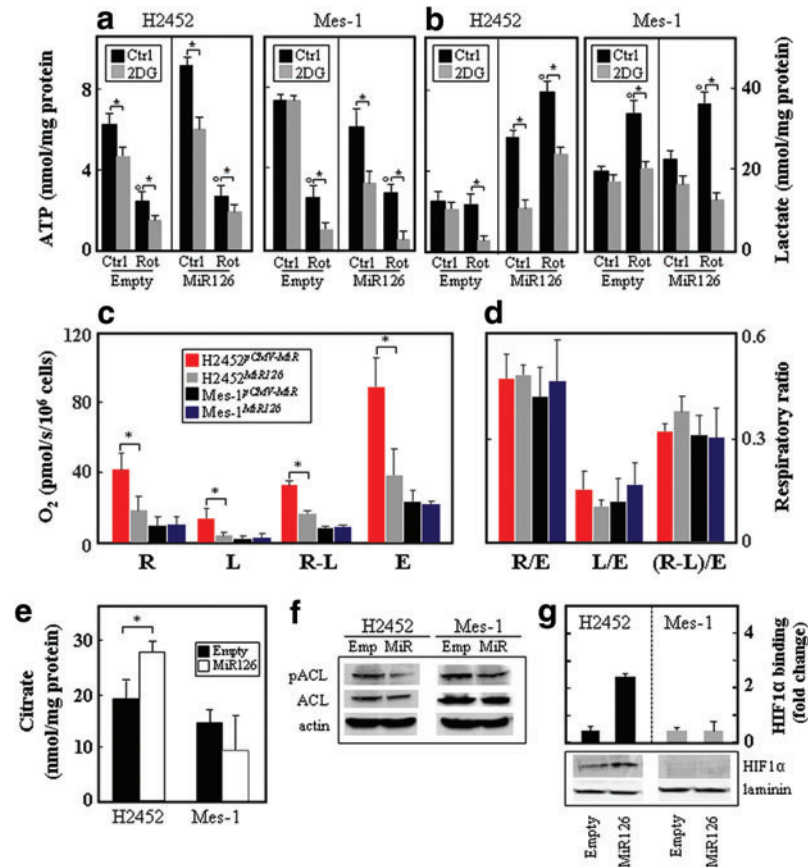 a H2452 Mes-1 b H2452 Mes-1
ATP (nmol/mg protein)
9
6
3
0
Ctrl
2DG
Ctrl
2DG
Ctrl
2DG
Ctrl
2DG
* * * *
* * *
* * *
* *
Lactate (nmol/mg protein)
40
20
0
Ctrl Rot Ctrl Rot Ctrl Rot Ctrl Rot Ctrl Rot Ctrl Rot Ctrl Rot Ctrl Rot
Empty MiR126 Empty MiR126 Empty MiR126 Empty MiR126
c
O2 (pmol/s/10^6 cells)
120
80
40
0
H2452pCMV-MiR
H2452MiR126
Mes-1pCMV-MiR
Mes-1MiR126
* * * *
R L R-L E
d
0.6
0.3
0
Respiratory ratio
R/E L/E (R-L)/E
e
Citrate
(nmol/mg protein)
30
20
10
0
*
Empty
MiR126
H2452 Mes-1
f
H2452 Mes-1
Emp MiR Emp MiR
pACL
ACL
actin
g
H2452 Mes-1
4
2
0
HIF1α binding
(fold change)
HIF1α
laminin
Empty MiR126 Empty MiR126